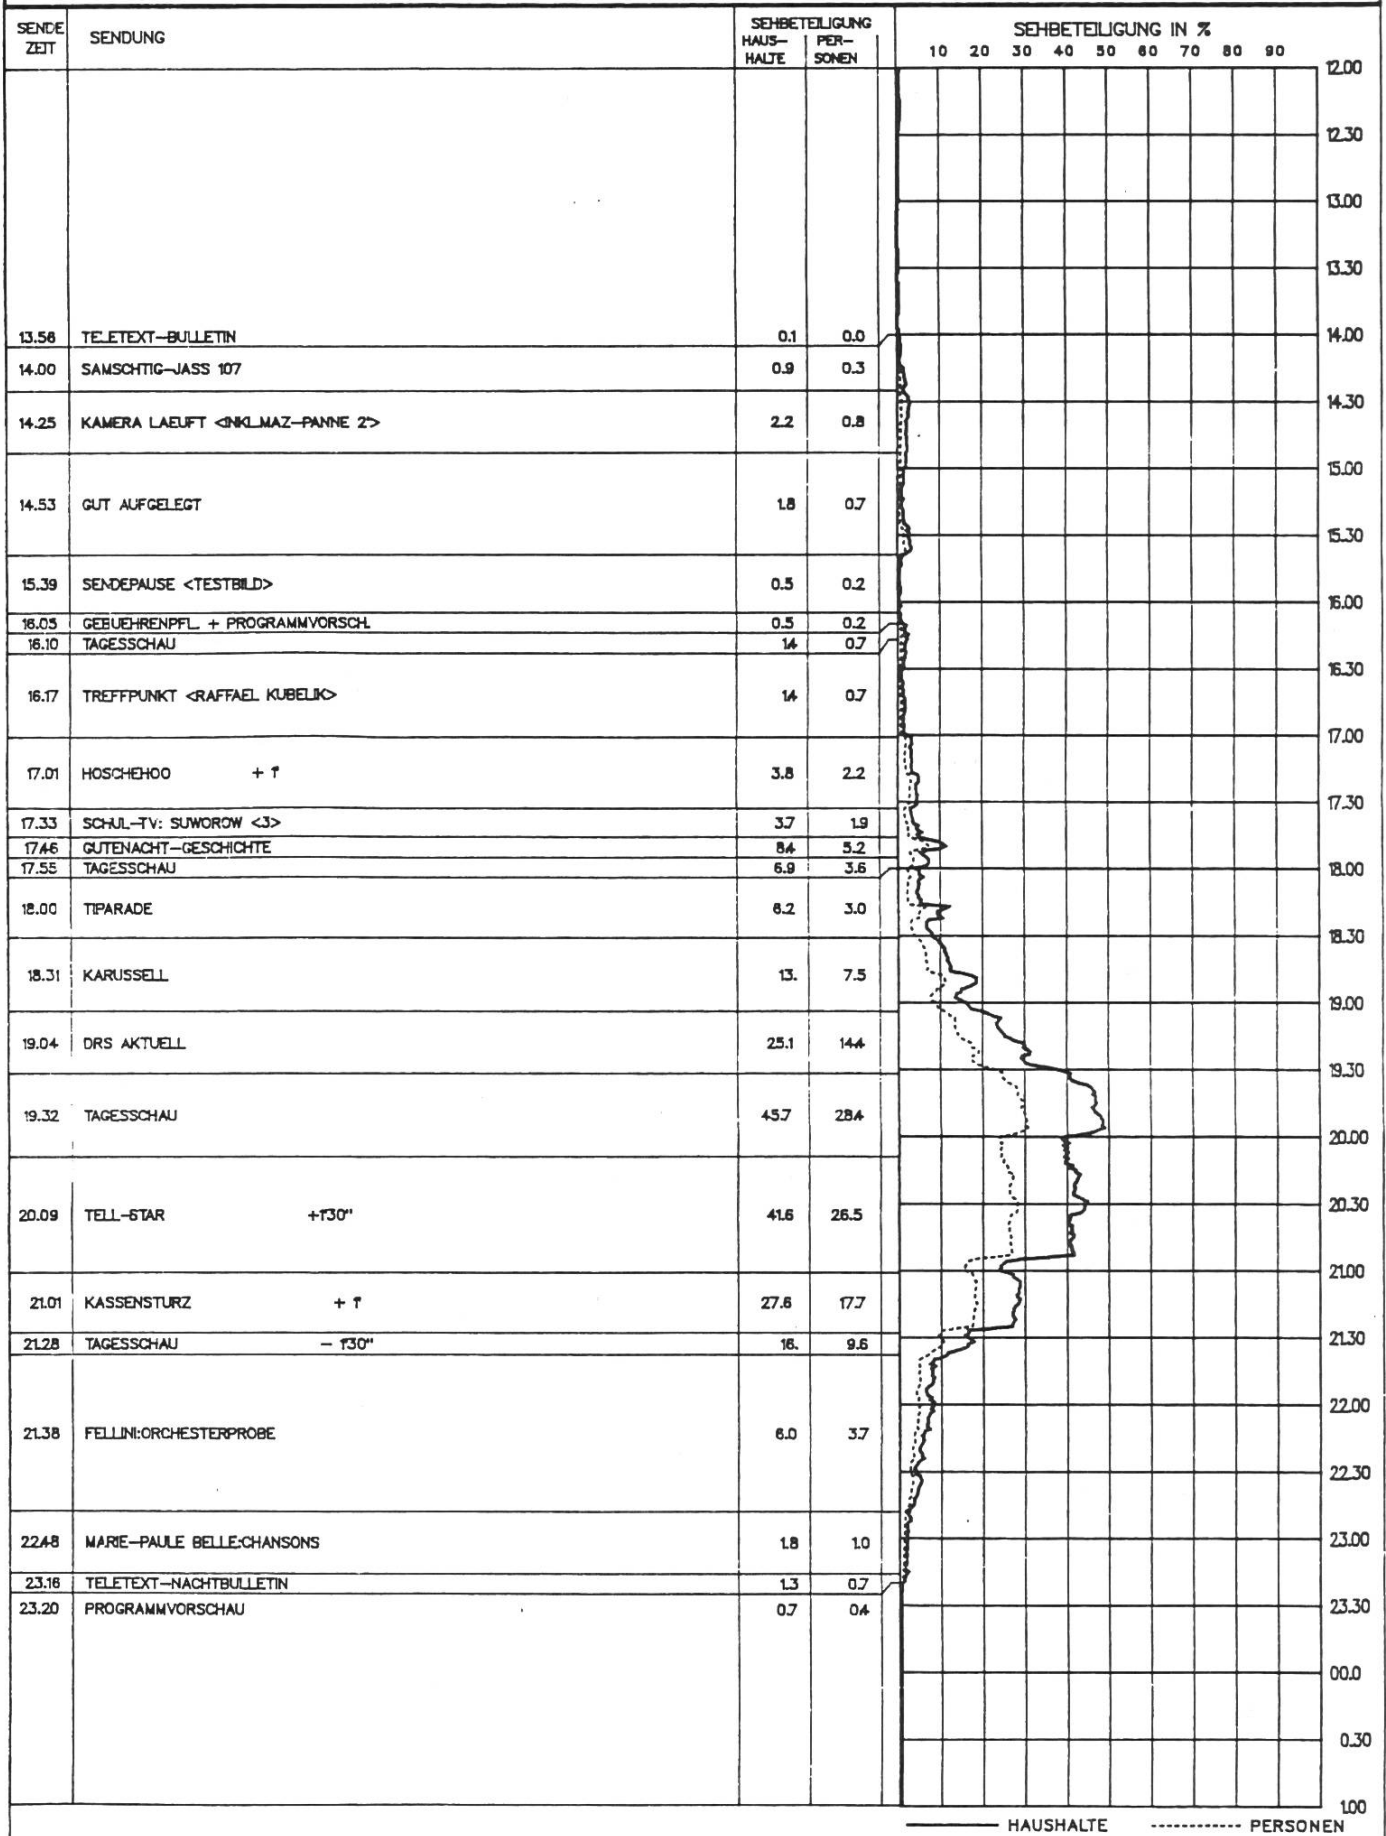 SENDE ZEIT SENDUNG SEHBETEILIGUNG HAUS–HALTE PER–SONEN SEHBETEILIGUNG IN %
10 20 30 40 50 60 70 80 90
12.00
12.30
13.00
13.30
13.58 TELETEXT–BULLETIN 0.1 0.0 14.00
14.00 SAMSCHTIG–JASS 107 0.9 0.3
14.30
14.25 KAMERA LAEUFT <INKL.MAZ–PANNE 2'> 2.2 0.8
15.00
14.53 GUT AUFGELEGT 1.8 0.7
15.30
15.39 SENDEPAUSE <TESTBILD> 0.5 0.2
16.00
16.05 GEBUEHRENPFL. + PROGRAMMVORSCH. 0.5 0.2
16.10 TAGESSCHAU 1.4 0.7
16.30
16.17 TREFFPUNKT <RAFFAEL KUBELIK> 1.4 0.7
17.00
17.01 HOSCHEHOO + 1' 3.8 2.2
17.30
17.33 SCHUL–TV: SUWOROW <3> 3.7 1.9
17.46 GUTENACHT–GESCHICHTE 8.4 5.2
17.55 TAGESSCHAU 6.9 3.6 18.00
18.00 TIPARADE 6.2 3.0
18.30
18.31 KARUSSELL 13. 7.5
19.00
19.04 DRS AKTUELL 25.1 14.4
19.30
19.32 TAGESSCHAU 45.7 28.4
20.00
20.09 TELL–STAR +1'30" 41.6 26.5 20.30
21.00
21.01 KASSENSTURZ + 1' 27.6 17.7
21.28 TAGESSCHAU – 1'30" 16. 9.6 21.30
22.00
21.38 FELLINI:ORCHESTERPROBE 6.0 3.7
22.30
22.48 MARIE–PAULE BELLE:CHANSONS 1.8 1.0 23.00
23.16 TELETEXT–NACHTBULLETIN 1.3 0.7
23.20 PROGRAMMVORSCHAU 0.7 0.4 23.30
00.0
0.30
1.00
HAUSHALTE PERSONEN